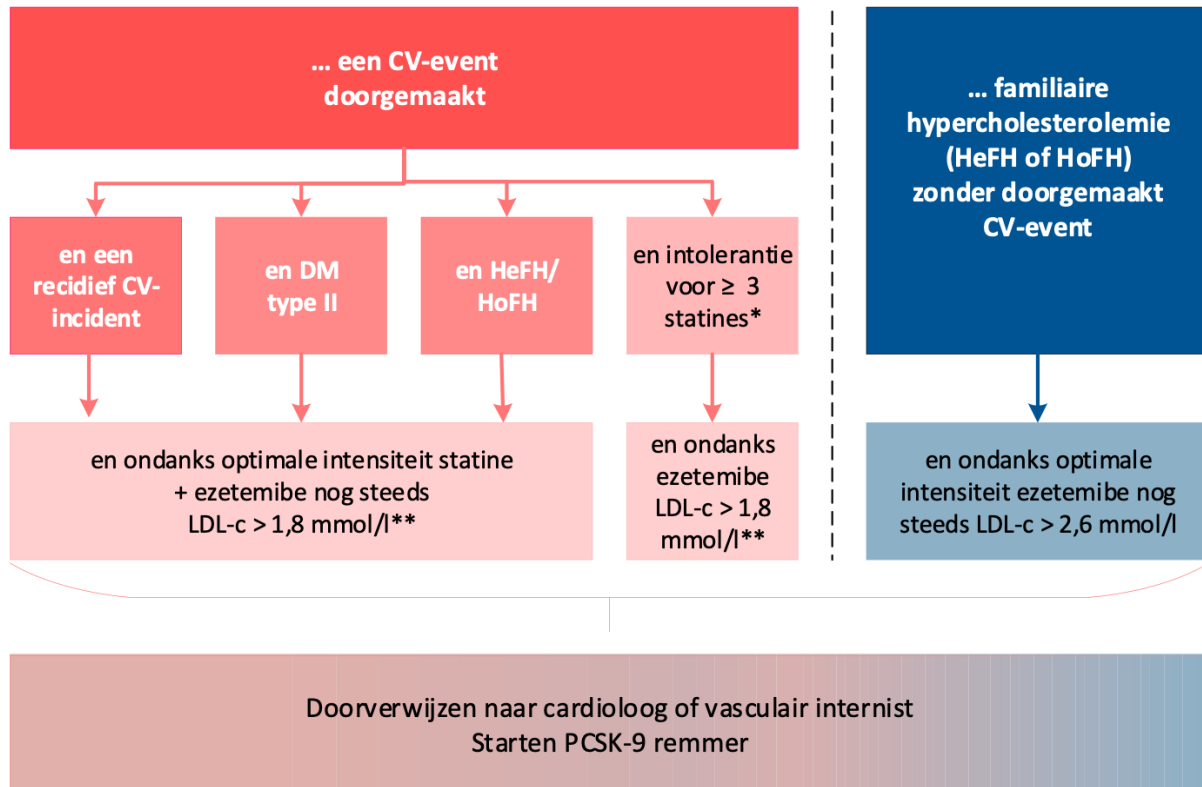 ... een CV-event
doorgemaakt
... familiaire
hypercholesterolemie
(HeFH of HoFH)
zonder doorgemaakt
CV-event
en een
recidief CV-
incident
en DM
type II
en HeFH/
HoFH
en intolerantie
voor ≥ 3
statines*
en ondanks optimale intensiteit statine
+ ezetemibe nog steeds
LDL-c > 1,8 mmol/l**
en ondanks
ezetemibe
LDL-c > 1,8
mmol/l**
en ondanks optimale
intensiteit ezetemibe nog
steeds LDL-c > 2,6 mmol/l
Doorverwijzen naar cardioloog of vasculair internist
Starten PCSK-9 remmer